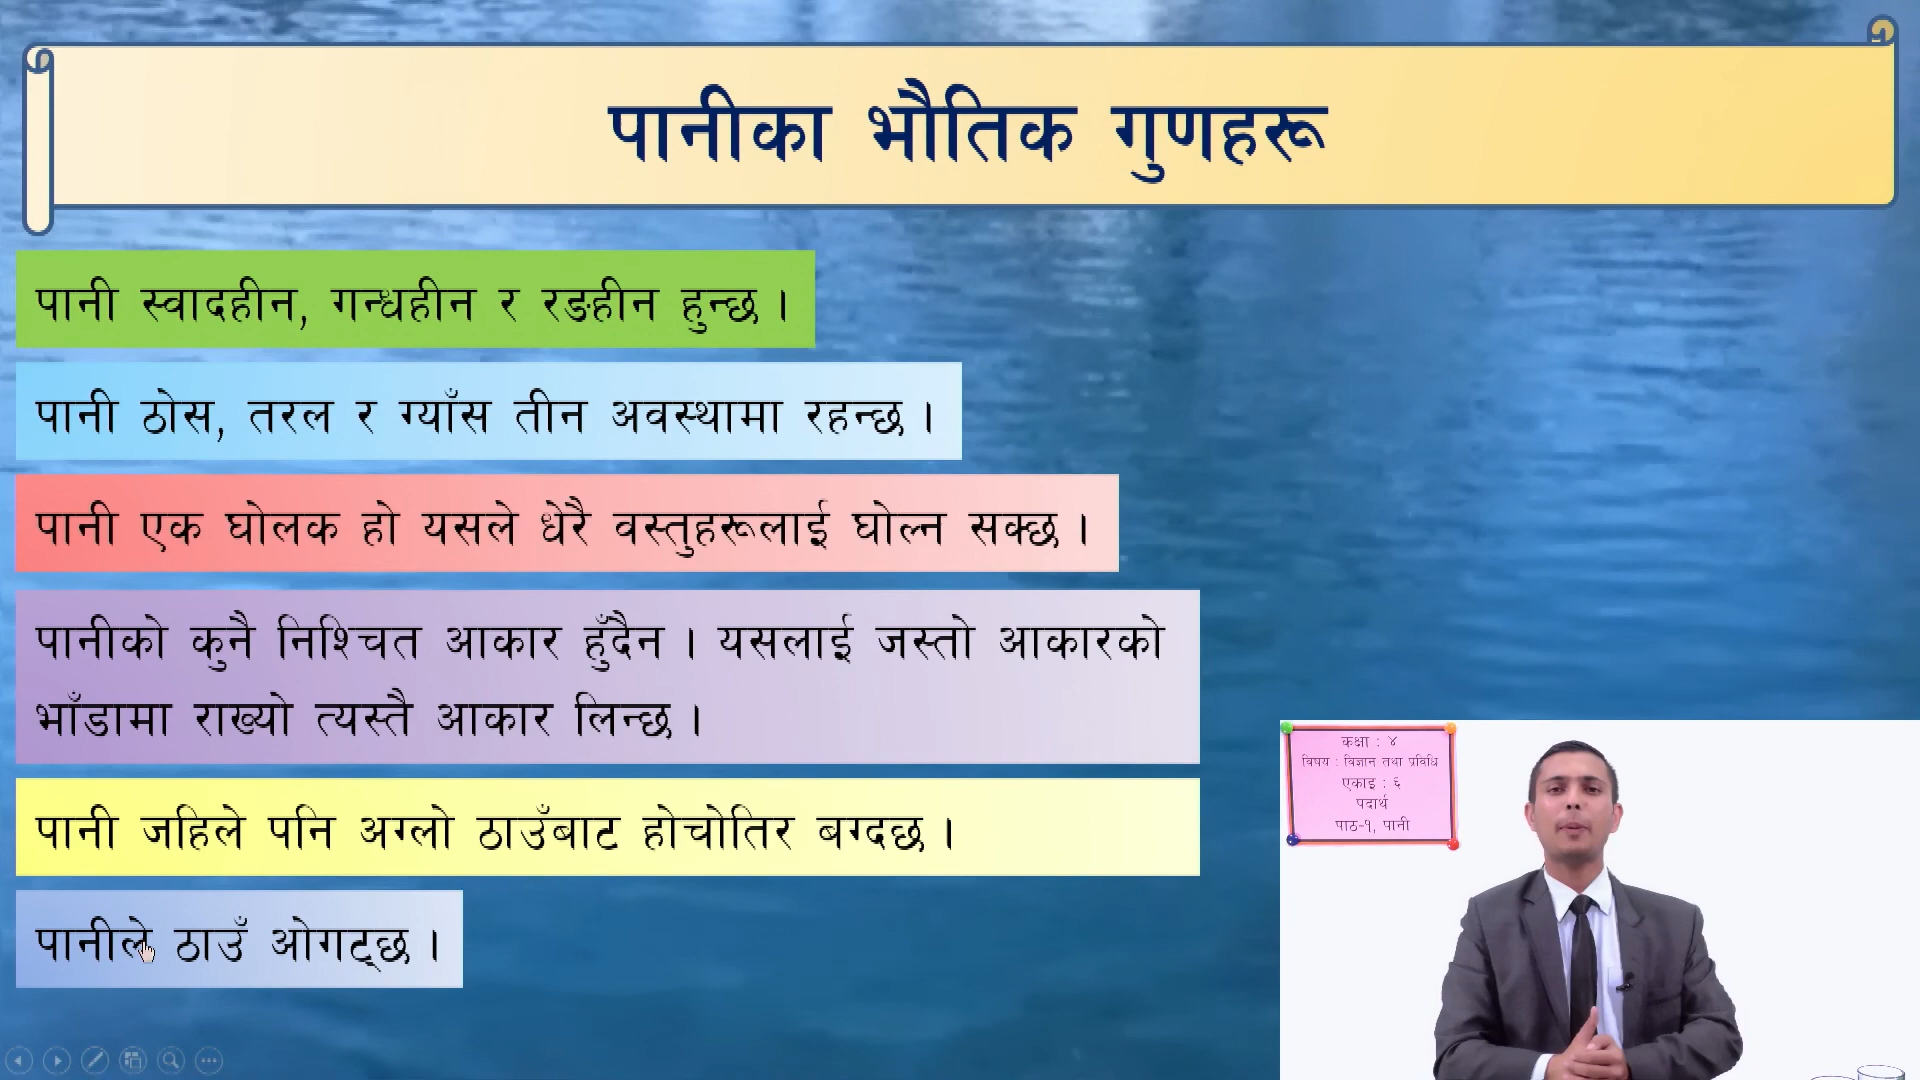 पानीका भौतिक गुणहरू
पानी स्वादहीन, गन्धहीन र रङहीन हुन्छ ।
पानी ठोस, तरल र ग्याँस तीन अवस्थामा रहन्छ ।
पानी एक घोलक हो यसले धेरै वस्तुहरूलाई घोल्न सक्छ ।
पानीको कुनै निश्चित आकार हुँदैन । यसलाई जस्तो आकारको
भाँडामा राख्यो त्यस्तै आकार लिन्छ ।
पानी जहिले पनि अग्लो ठाउँबाट होचोतिर बग्दछ ।
पानीले ठाउँ ओगट्छ ।
कक्षा : ४
विषय : विज्ञान तथा प्रविधि
एकाइ : ६
पदार्थ
पाठ-१, पानी